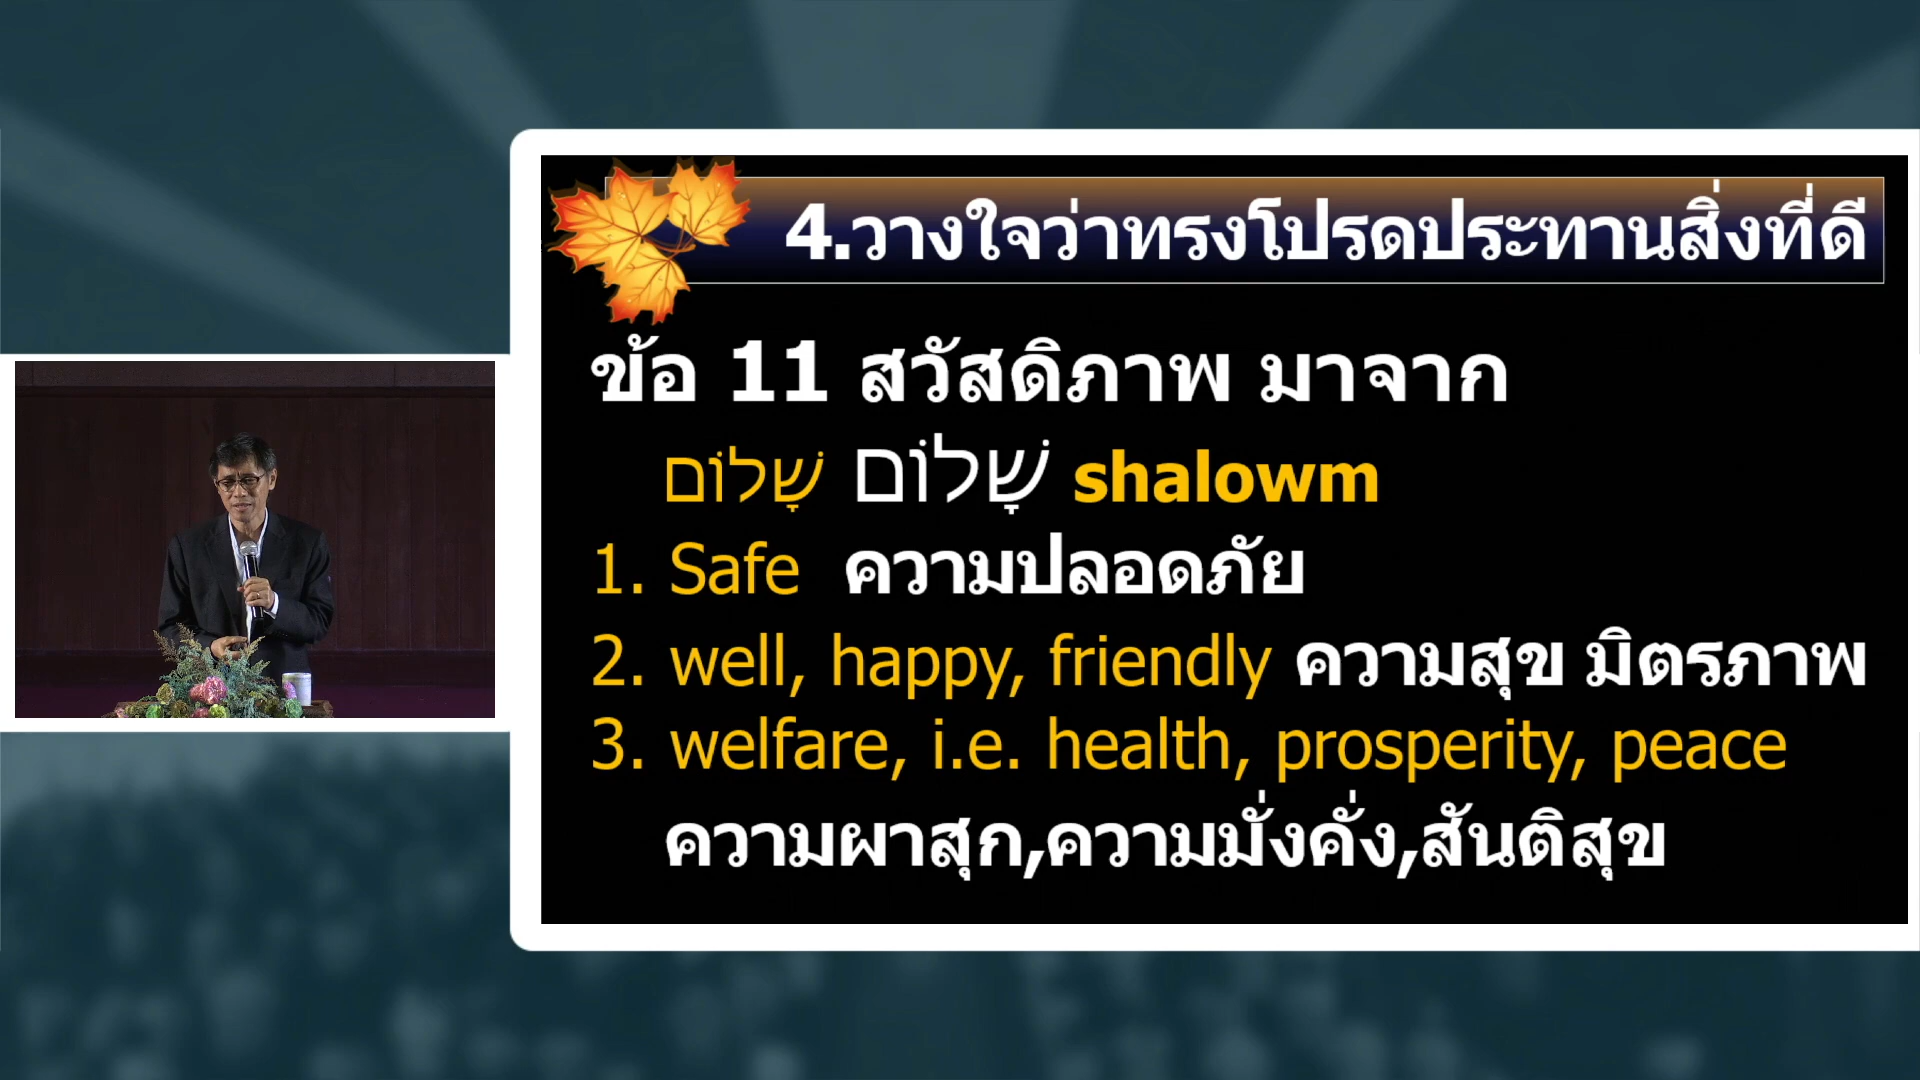 4.วางใจว่าทรงโปรดประทานสิ่งที่ดี
ข้อ 11 สวัสดิภาพ มาจาก
שָׁלוֹם שָׁלוֹם shalowm
1. Safe ความปลอดภัย
2. well, happy, friendly ความสุข มิตรภาพ
3. welfare, i.e. health, prosperity, peace
ความผาสุก,ความมั่งคั่ง,สันติสุข